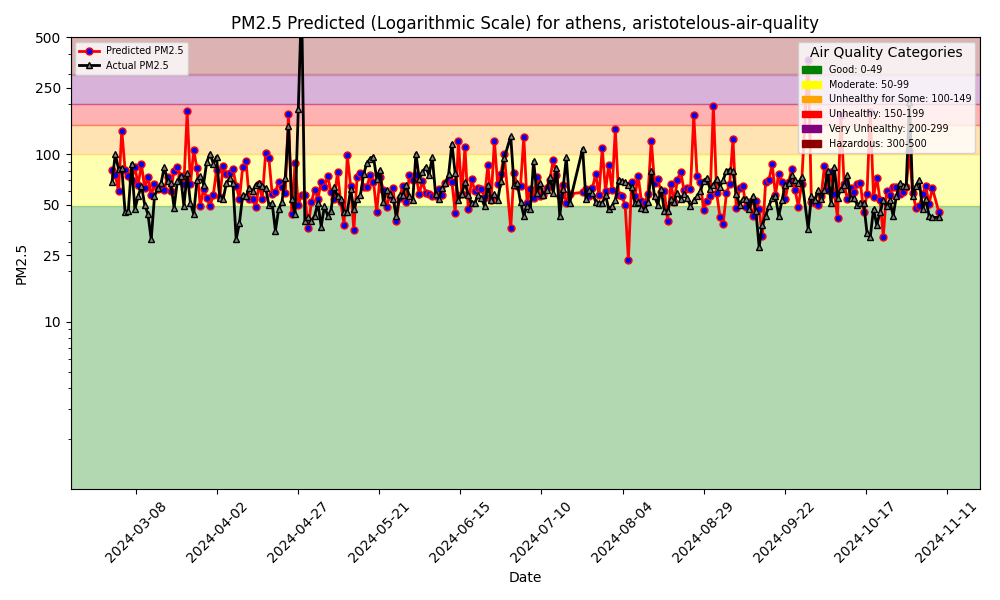 PM2.5 Predicted (Logarithmic Scale) for athens, aristotelous-air-quality
Predicted PM2.5
Actual PM2.5
Air Quality Categories
Good: 0-49
Moderate: 50-99
Unhealthy for Some: 100-149
Unhealthy: 150-199
Very Unhealthy: 200-299
Hazardous: 300-500
PM2.5
500
250
100
50
25
10
2024-03-08
2024-04-02
2024-04-27
2024-05-21
2024-06-15
2024-07-10
2024-08-04
2024-08-29
2024-09-22
2024-10-17
2024-11-11
Date